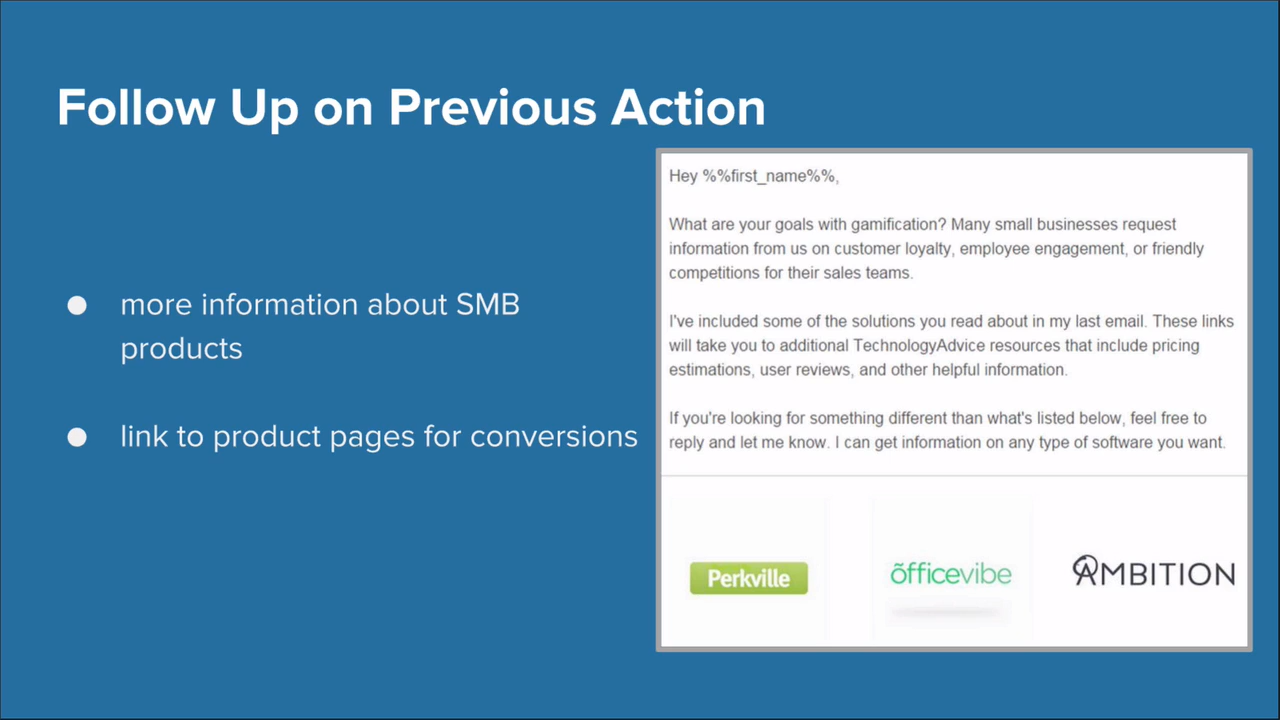 Follow Up on Previous Action
● more information about SMB
products
● link to product pages for conversions
Hey %%first_name%%,
What are your goals with gamification? Many small businesses request
information from us on customer loyalty, employee engagement, or friendly
competitions for their sales teams.
I've included some of the solutions you read about in my last email. These links
will take you to additional TechnologyAdvice resources that include pricing
estimations, user reviews, and other helpful information.
If you're looking for something different than what's listed below, feel free to
reply and let me know. I can get information on any type of software you want.
Perkville
õfficevibe
AMBITION